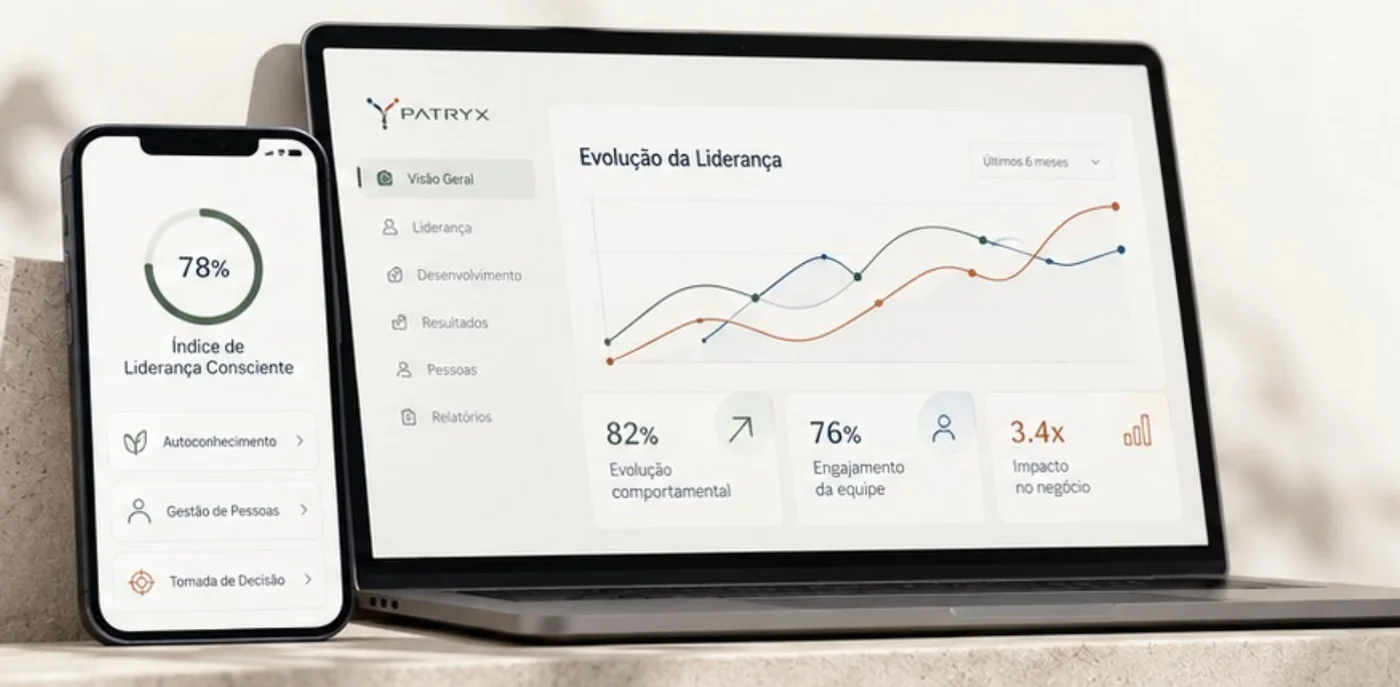 78%
Índice de
Liderança Consciente
Autoconhecimento
Gestão de Pessoas
Tomada de Decisão
PATRYX
Visão Geral
Liderança
Desenvolvimento
Resultados
Pessoas
Relatórios
Evolução da Liderança
Últimos 6 meses
82%
Evolução
comportamental
76%
Engajamento
da equipe
3.4x
Impacto
no negócio